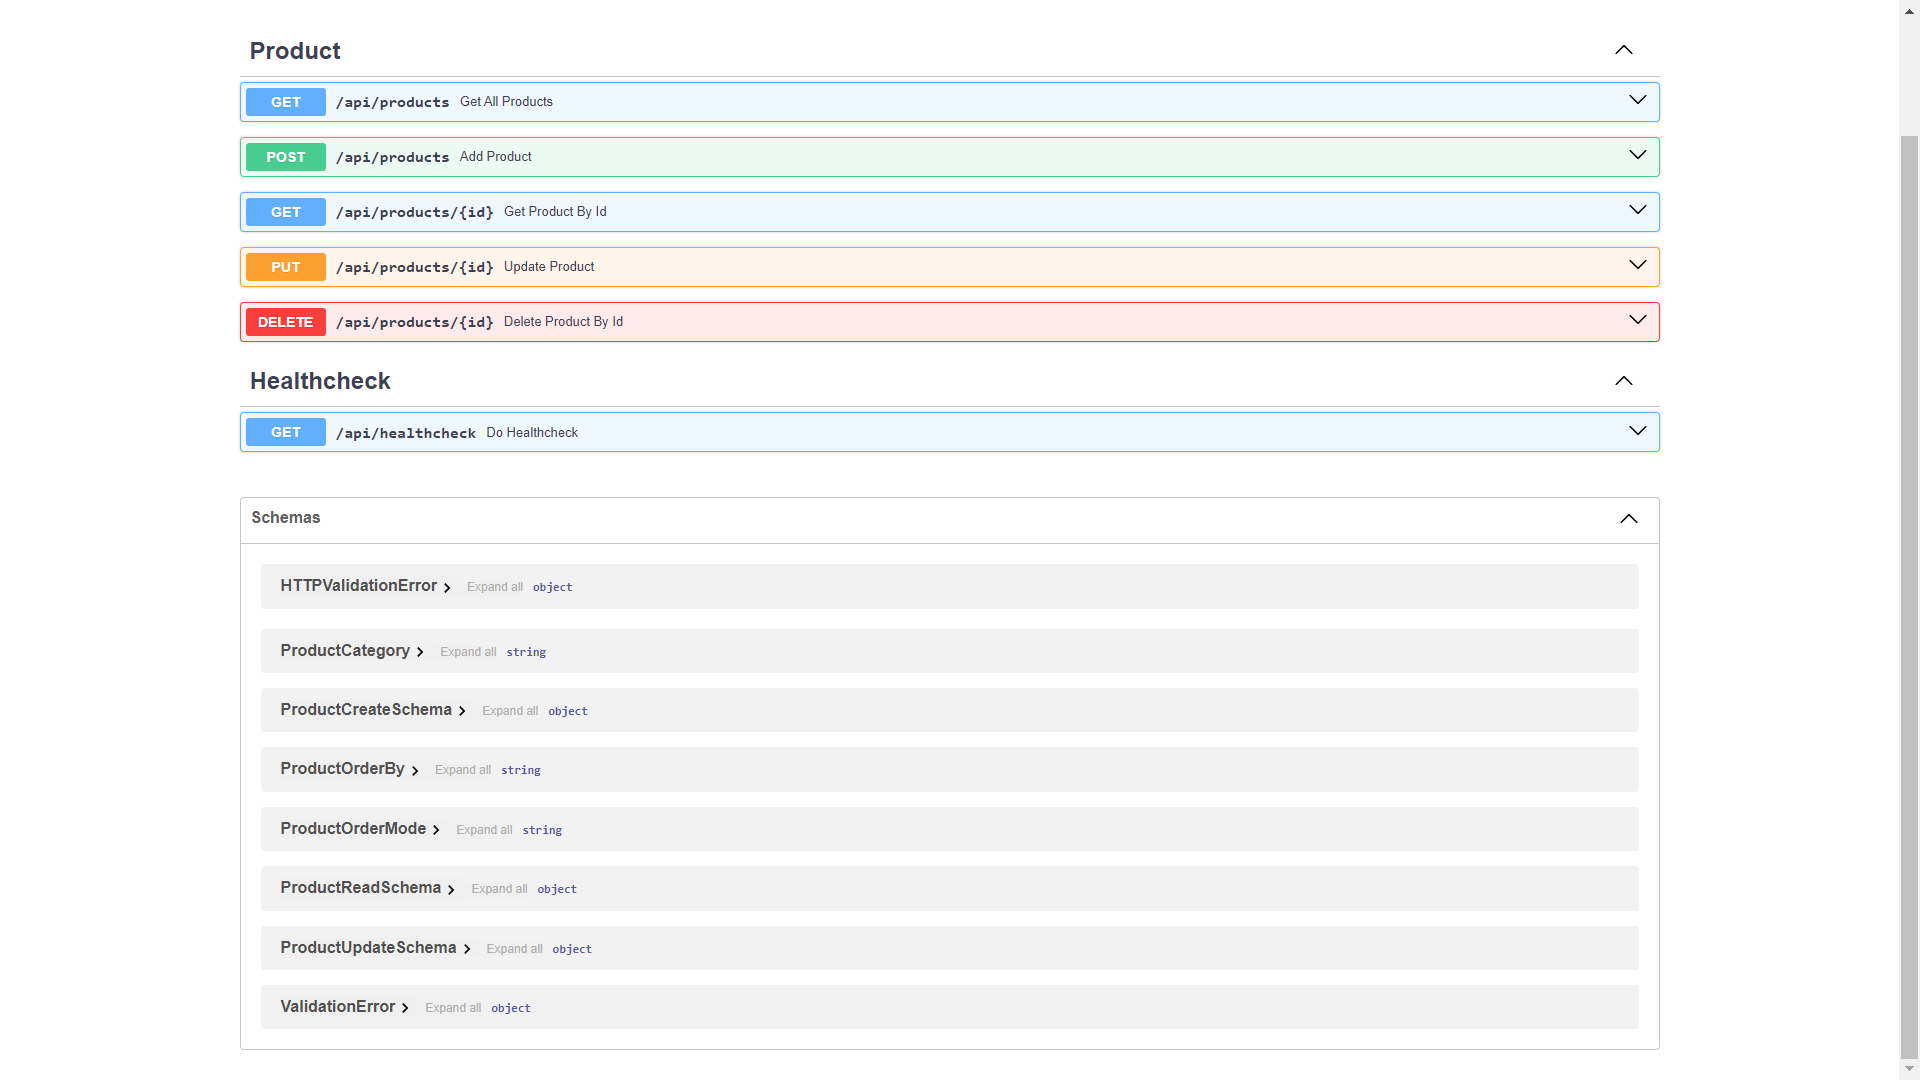 Product
GET /api/products Get All Products
POST /api/products Add Product
GET /api/products/{id} Get Product By Id
PUT /api/products/{id} Update Product
DELETE /api/products/{id} Delete Product By Id
Healthcheck
GET /api/healthcheck Do Healthcheck
Schemas
HTTPValidationError Expand all object
ProductCategory Expand all string
ProductCreateSchema Expand all object
ProductOrderBy Expand all string
ProductOrderMode Expand all string
ProductReadSchema Expand all object
ProductUpdateSchema Expand all object
ValidationError Expand all object